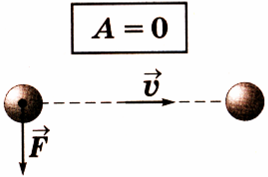 A = 0
v⃗
F⃗